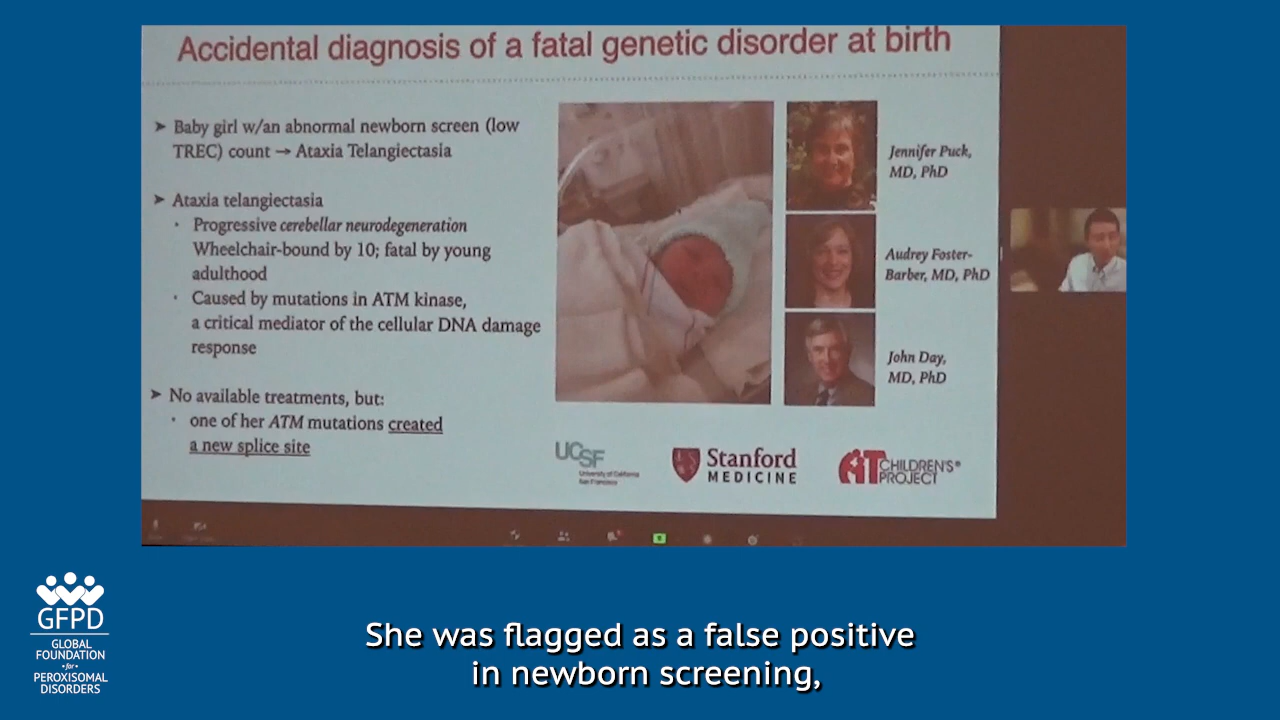 Accidental diagnosis of a fatal genetic disorder at birth
➤ Baby girl w/an abnormal newborn screen (low
TREC) count → Ataxia Telangiectasia
➤ Ataxia telangiectasia
· Progressive cerebellar neurodegeneration
Wheelchair-bound by 10; fatal by young
adulthood
· Caused by mutations in ATM kinase,
a critical mediator of the cellular DNA damage
response
➤ No available treatments, but:
· one of her ATM mutations created
a new splice site
Jennifer Puck,
MD, PhD
Audrey Foster-
Barber, MD, PhD
John Day,
MD, PhD
UCSF
University of California
San Francisco
Stanford
MEDICINE
AT CHILDREN'S®
PROJECT
GFPD
GLOBAL
FOUNDATION
·for·
PEROXISOMAL
DISORDERS
She was flagged as a false positive
in newborn screening,